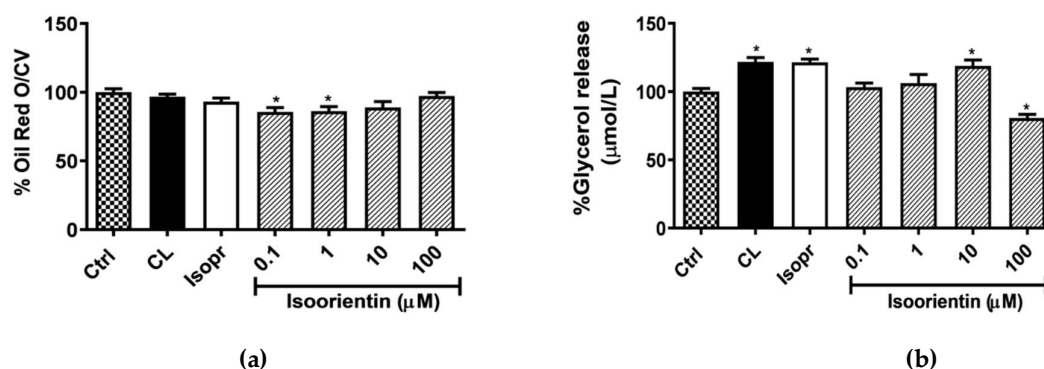 150
100
50
0
% Oil Red O/CV
* *
Ctrl CL Isopr 0.1 1 10 100
Isoorientin (μM)
(a)
150
100
50
0
%Glycerol release
(μmol/L)
* * * *
Ctrl CL Isopr 0.1 1 10 100
Isoorientin (μM)
(b)